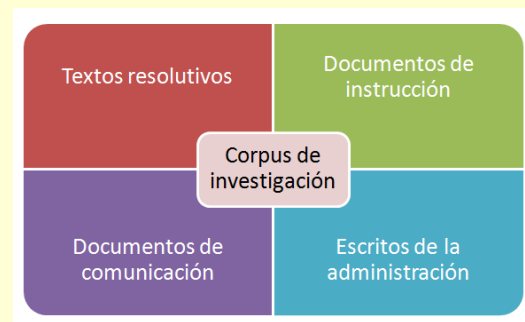 Textos resolutivos
Documentos de
instrucción
Corpus de
investigación
Documentos de
comunicación
Escritos de la
administración